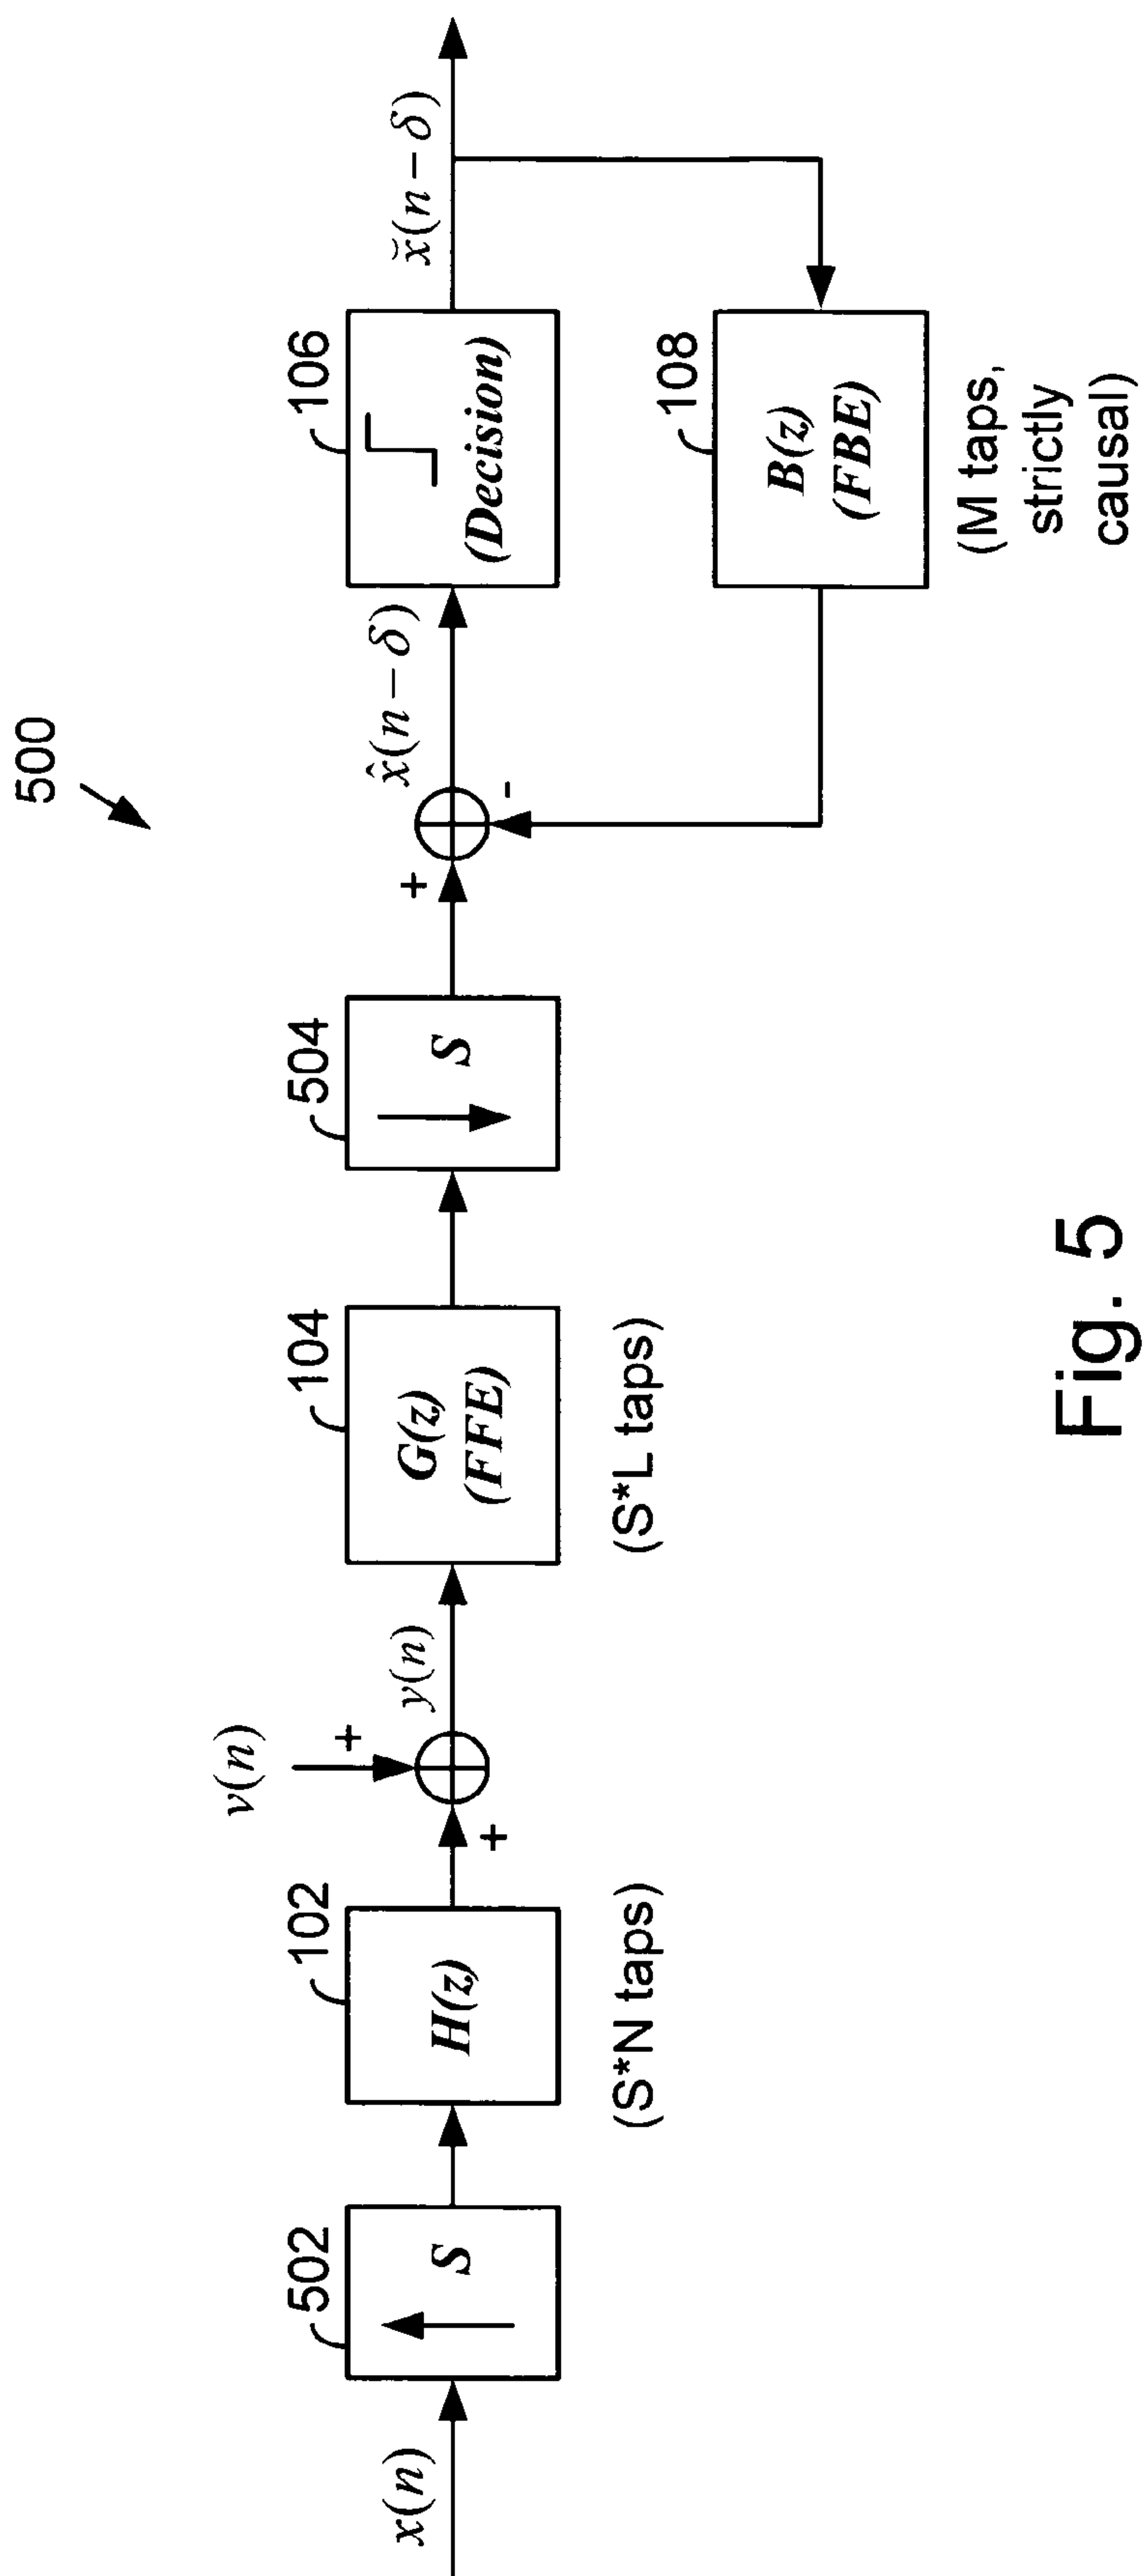 500
x(n)
502
S
102
H(z)
(S*N taps)
v(n)
+
+
y(n)
104
G(z)
(FFE)
(S*L taps)
504
S
+
-
x̂(n − δ)
106
(Decision)
x̆(n − δ)
108
B(z)
(FBE)
(M taps,
strictly
causal)
Fig. 5